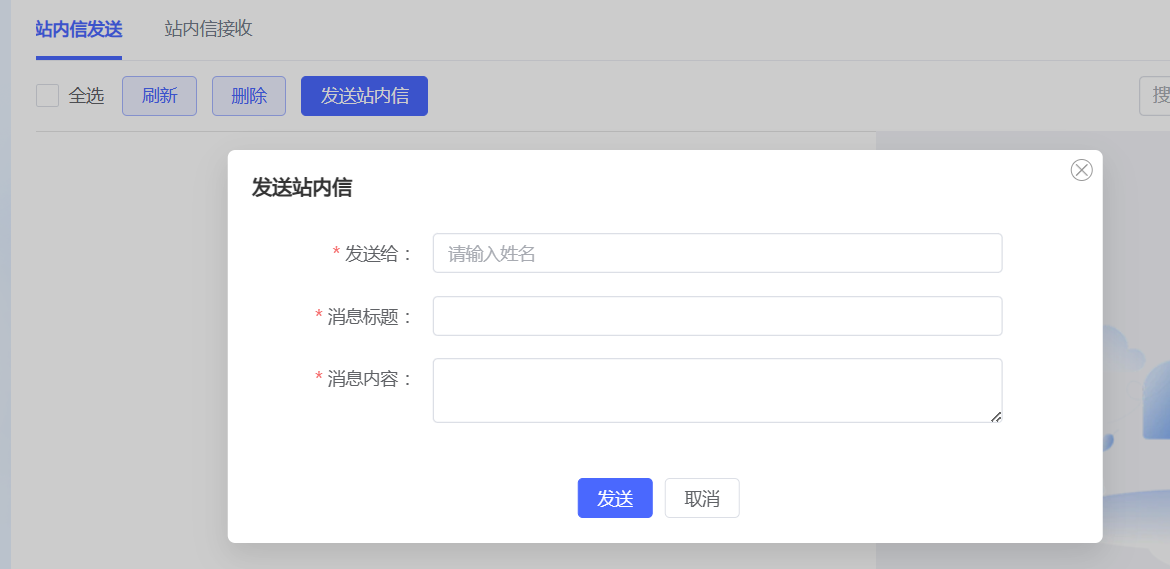 站内信发送 站内信接收
全选 刷新 删除 发送站内信 搜
发送站内信
* 发送给： 请输入姓名
* 消息标题：
* 消息内容：
发送 取消